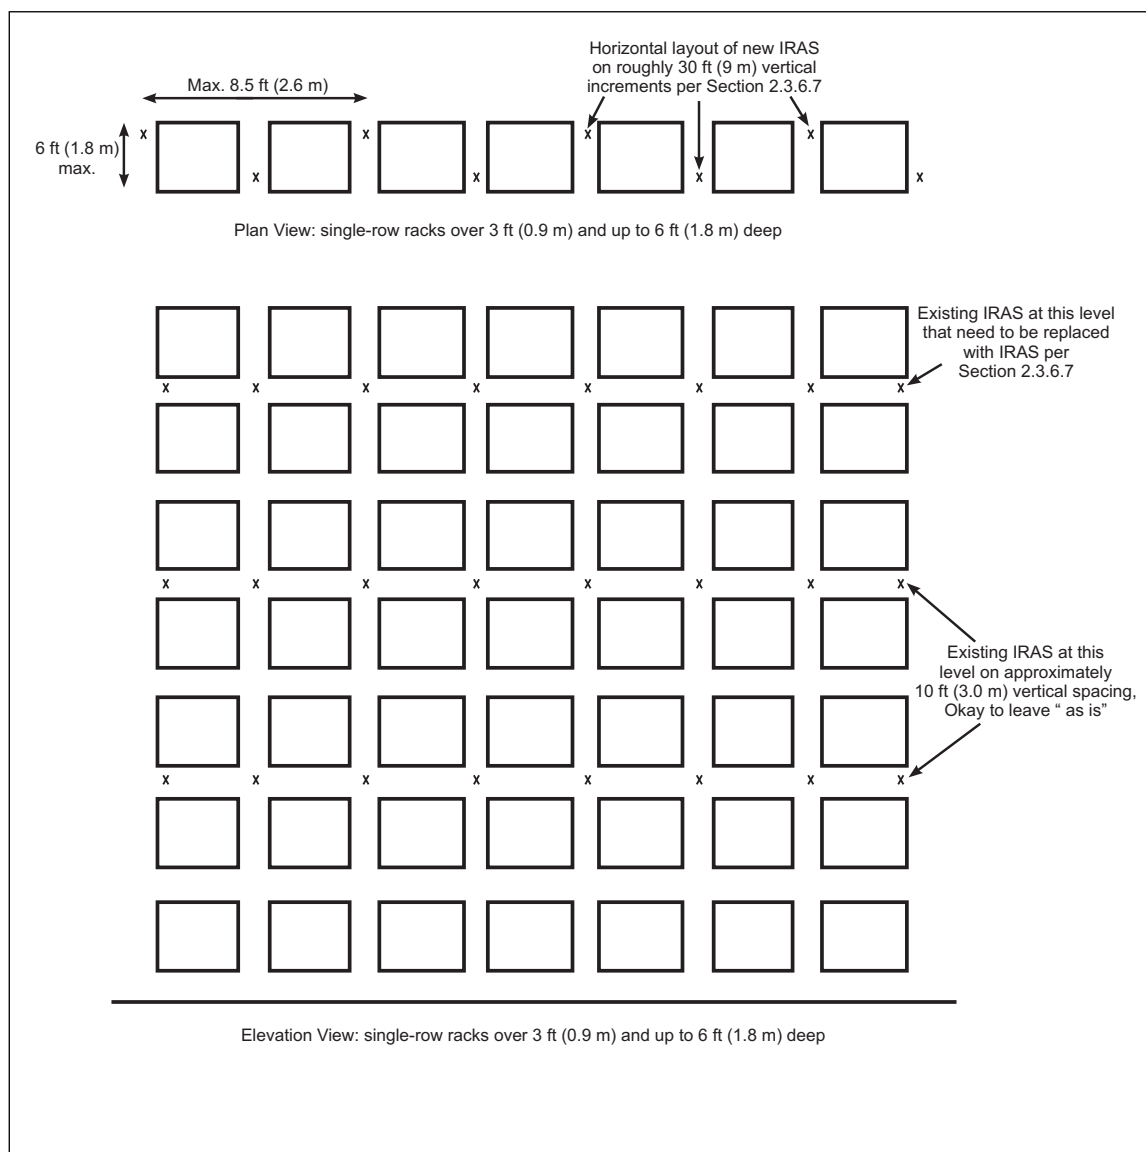 Horizontal layout of new IRAS
on roughly 30 ft (9 m) vertical
increments per Section 2.3.6.7
Max. 8.5 ft (2.6 m)
x x x x
6 ft (1.8 m)
max.
x x x x
Plan View: single-row racks over 3 ft (0.9 m) and up to 6 ft (1.8 m) deep
Existing IRAS at this level
that need to be replaced
with IRAS per
Section 2.3.6.7
x x x x x x x x
x x x x x x x x
Existing IRAS at this
level on approximately
10 ft (3.0 m) vertical spacing,
Okay to leave “ as is”
x x x x x x x x
Elevation View: single-row racks over 3 ft (0.9 m) and up to 6 ft (1.8 m) deep